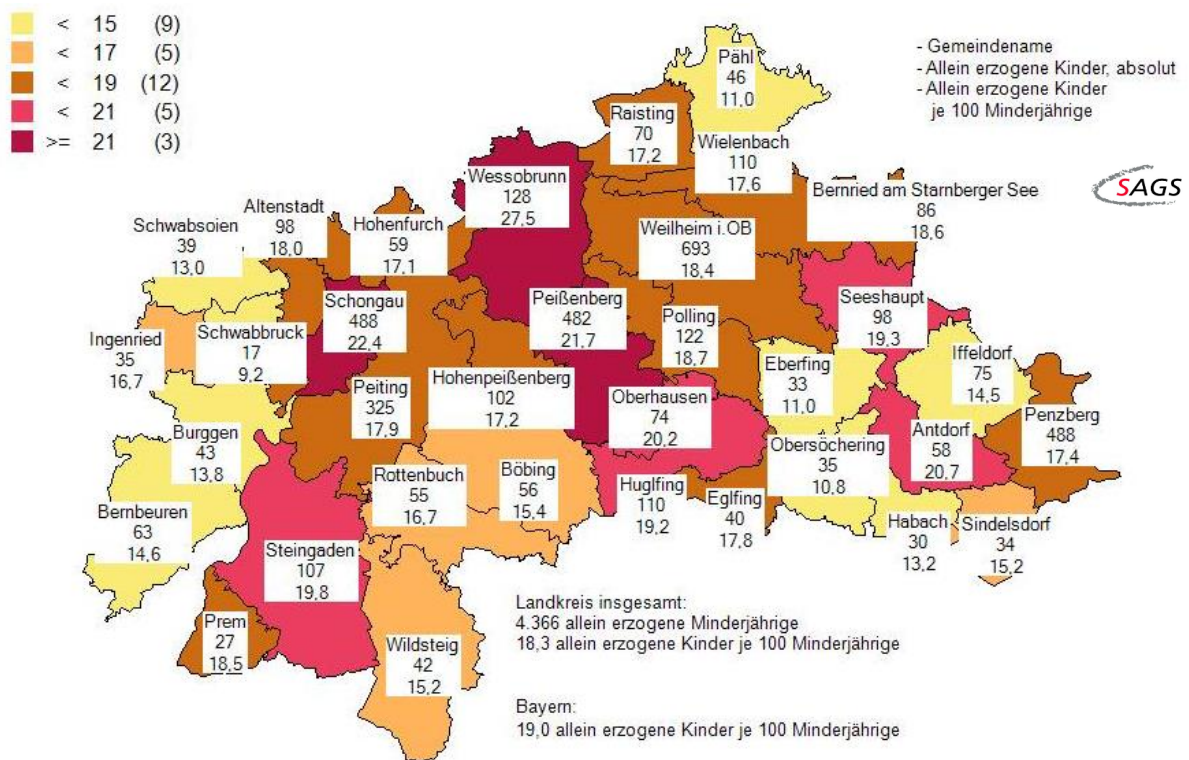 < 15 (9)
< 17 (5)
< 19 (12)
< 21 (5)
>= 21 (3)
- Gemeindename
- Allein erzogene Kinder, absolut
- Allein erzogene Kinder
je 100 Minderjährige
SAGS
Pähl
46
11,0
Raisting
70
17,2
Wielenbach
110
17,6
Wessobrunn
128
27,5
Bernried am Starnberger See
86
18,6
Altenstadt
98
18,0
Schwabsoien
39
13,0
Hohenfurch
59
17,1
Weilheim i.OB
693
18,4
Schongau
488
22,4
Peißenberg
482
21,7
Seeshaupt
98
19,3
Polling
122
18,7
Ingenried
35
16,7
Schwabbruck
17
9,2
Iffeldorf
75
14,5
Eberfing
33
11,0
Peiting
325
17,9
Hohenpeißenberg
102
17,2
Oberhausen
74
20,2
Penzberg
488
17,4
Burggen
43
13,8
Antdorf
58
20,7
Obersöchering
35
10,8
Rottenbuch
55
16,7
Böbing
56
15,4
Huglfing
110
19,2
Eglfing
40
17,8
Bernbeuren
63
14,6
Habach
30
13,2
Sindelsdorf
34
15,2
Steingaden
107
19,8
Prem
27
18,5
Wildsteig
42
15,2
Landkreis insgesamt:
4.366 allein erzogene Minderjährige
18,3 allein erzogene Kinder je 100 Minderjährige
Bayern:
19,0 allein erzogene Kinder je 100 Minderjährige